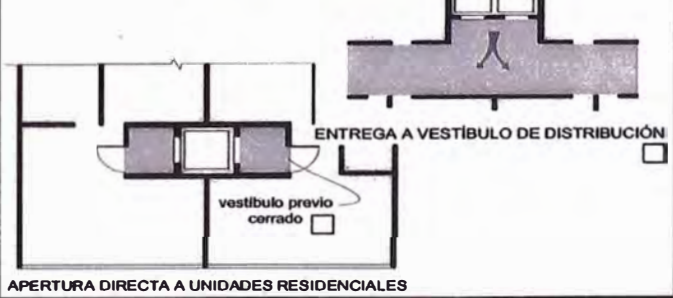 ENTREGA A VESTÍBULO DE DISTRIBUCIÓN
vestíbulo previo
cerrado
APERTURA DIRECTA A UNIDADES RESIDENCIALES